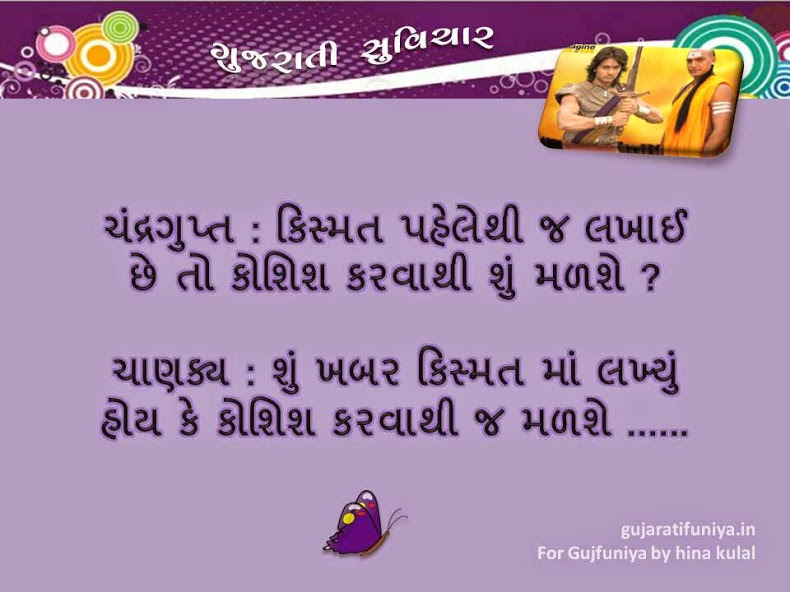 ગુજરાતી સુવિચાર
imagine
ચંદ્રગુપ્ત : કિસ્મત પહેલેથી જ લખાઈ
છે તો કોશિશ કરવાથી શું મળશે ?
ચાણક્ય : શું ખબર કિસ્મત માં લખ્યું
હોય કે કોશિશ કરવાથી જ મળશે ......
gujaratifuniya.in
For Gujfuniya by hina kulal